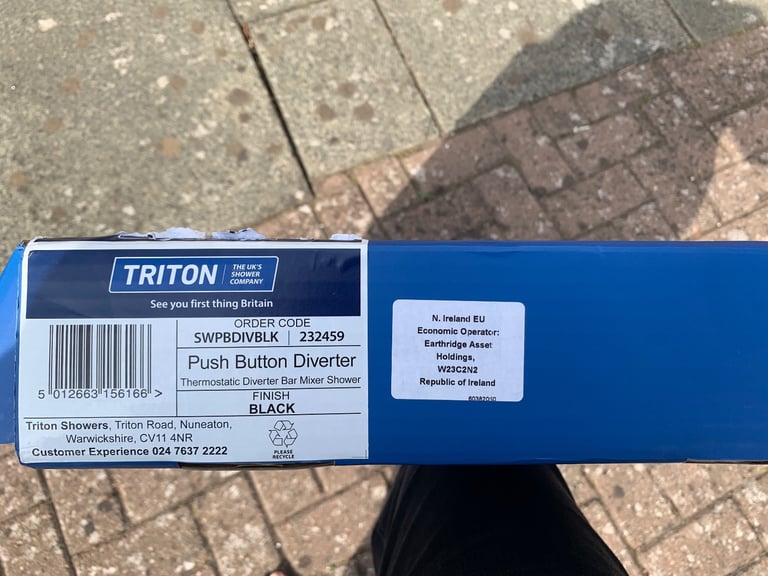 TRITON
THE UK'S
SHOWER
COMPANY
See you first thing Britain
ORDER CODE
SWPBDIVBLK | 232459
Push Button Diverter
Thermostatic Diverter Bar Mixer Shower
FINISH
BLACK
5 012663 156166 >
Triton Showers, Triton Road, Nuneaton,
Warwickshire, CV11 4NR
Customer Experience 024 7637 2222
PLEASE
RECYCLE
N. Ireland EU
Economic Operator:
Earthridge Asset
Holdings,
W23C2N2
Republic of Ireland
60382050